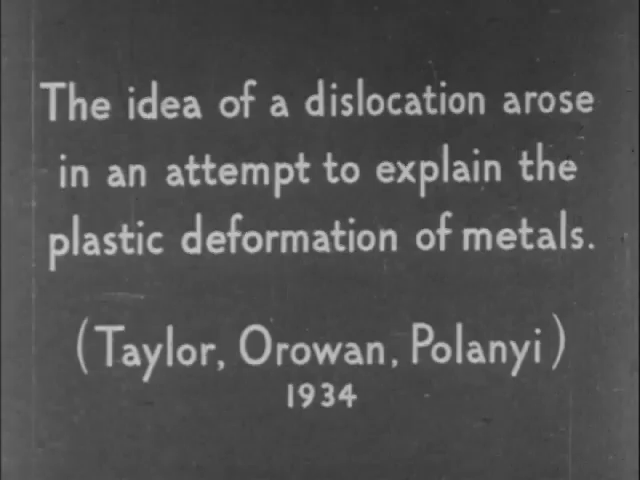 The idea of a dislocation arose
in an attempt to explain the
plastic deformation of metals.
(Taylor, Orowan, Polanyi)
1934